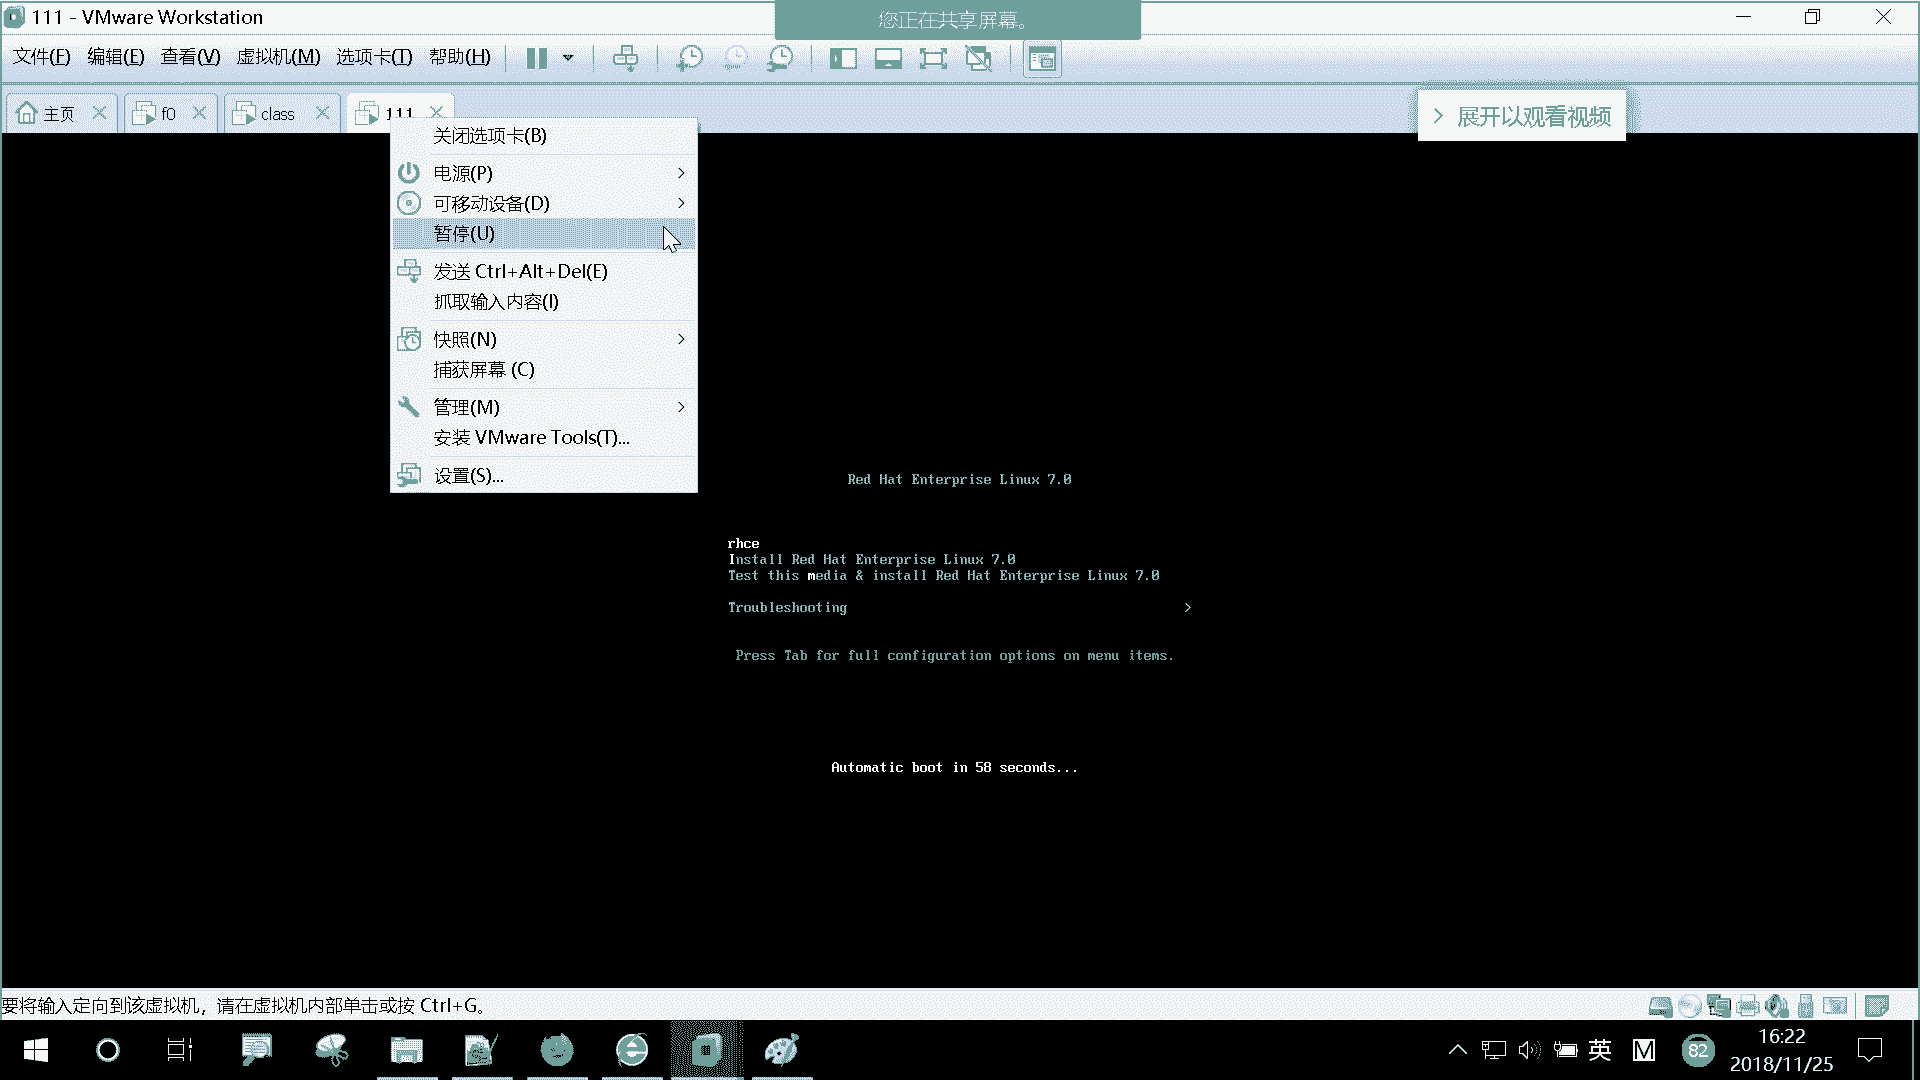 111 - VMware Workstation
您正在共享屏幕。
文件(F) 编辑(E) 查看(V) 虚拟机(M) 选项卡(T) 帮助(H)
主页 f0 class 111
展开以观看视频
关闭选项卡(B)
电源(P)
可移动设备(D)
暂停(U)
发送 Ctrl+Alt+Del(E)
抓取输入内容(I)
快照(N)
捕获屏幕 (C)
管理(M)
安装 VMware Tools(T)...
设置(S)...
Red Hat Enterprise Linux 7.0
rhce
Install Red Hat Enterprise Linux 7.0
Test this media & install Red Hat Enterprise Linux 7.0
Troubleshooting >
Press Tab for full configuration options on menu items.
Automatic boot in 58 seconds...
要将输入定向到该虚拟机，请在虚拟机内部单击或按 Ctrl+G。
英 M 82
16:22
2018/11/25